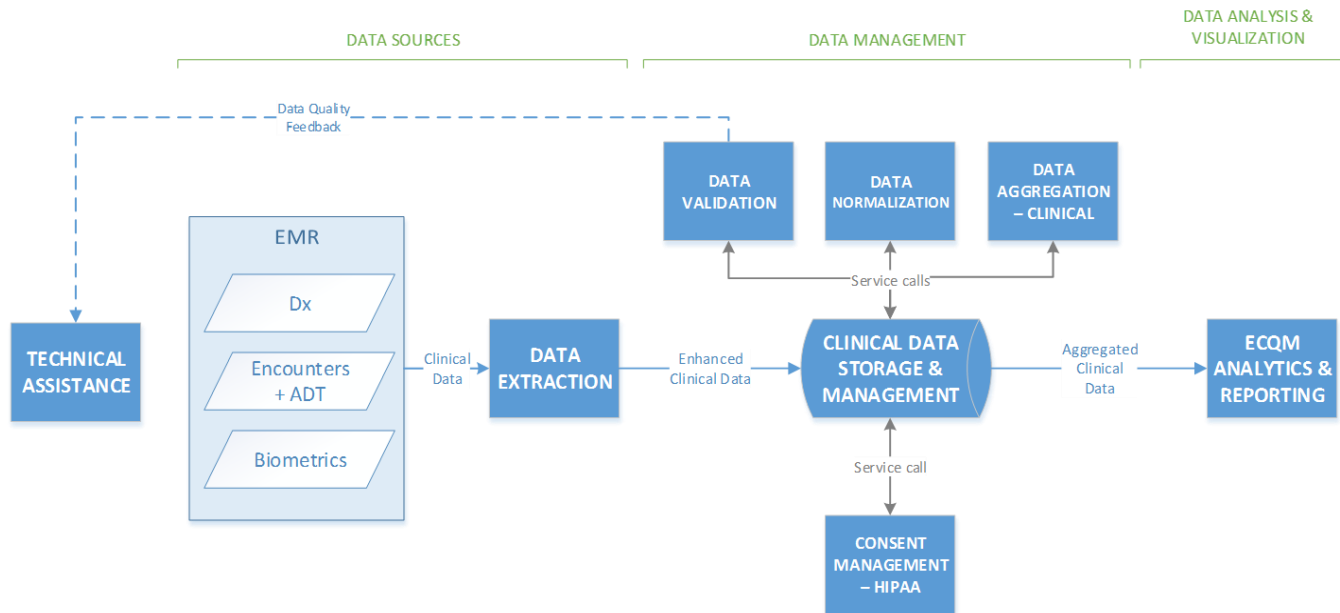 DATA SOURCES
DATA MANAGEMENT
DATA ANALYSIS &
VISUALIZATION
Data Quality
Feedback
DATA
VALIDATION
DATA
NORMALIZATION
DATA
AGGREGATION
– CLINICAL
EMR
Dx
Encounters
+ ADT
Biometrics
Service calls
TECHNICAL
ASSISTANCE
Clinical
Data
DATA
EXTRACTION
Enhanced
Clinical Data
CLINICAL DATA
STORAGE &
MANAGEMENT
Aggregated
Clinical
Data
ECQM
ANALYTICS &
REPORTING
Service call
CONSENT
MANAGEMENT
– HIPAA